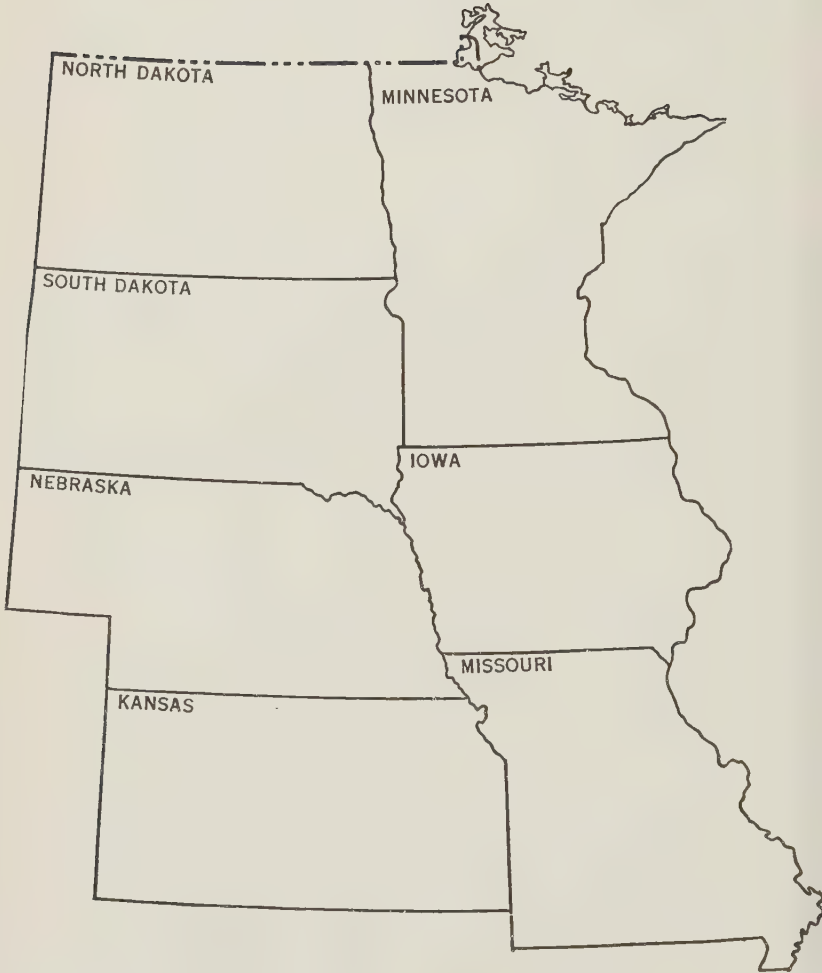 NORTH DAKOTA
MINNESOTA
SOUTH DAKOTA
IOWA
NEBRASKA
MISSOURI
KANSAS